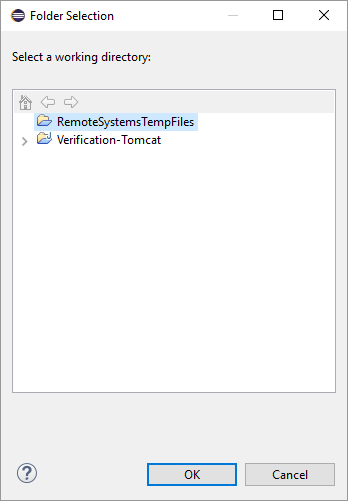 Folder Selection
Select a working directory:
RemoteSystemsTempFiles
Verification-Tomcat
?
OK
Cancel